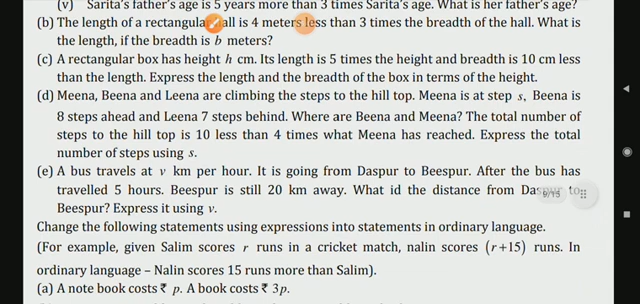 (v) Sarita's father's age is 5 years more than 3 times Sarita's age. What is her father's age?
(b) The length of a rectangular hall is 4 meters less than 3 times the breadth of the hall. What is
the length, if the breadth is b meters?
(c) A rectangular box has height h cm. Its length is 5 times the height and breadth is 10 cm less
than the length. Express the length and the breadth of the box in terms of the height.
(d) Meena, Beena and Leena are climbing the steps to the hill top. Meena is at step s, Beena is
8 steps ahead and Leena 7 steps behind. Where are Beena and Meena? The total number of
steps to the hill top is 10 less than 4 times what Meena has reached. Express the total
number of steps using s.
(e) A bus travels at v km per hour. It is going from Daspur to Beespur. After the bus has
travelled 5 hours. Beespur is still 20 km away. What id the distance from Daspur to
9/15
Beespur? Express it using v.
Change the following statements using expressions into statements in ordinary language.
(For example, given Salim scores r runs in a cricket match, nalin scores (r+15) runs. In
ordinary language – Nalin scores 15 runs more than Salim).
(a) A note book costs ₹ p. A book costs ₹ 3p.